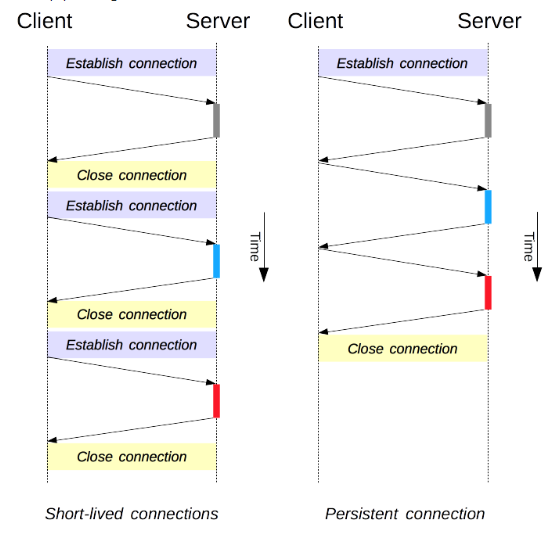 Client Server Client Server
Establish connection
Close connection
Establish connection
Time
Close connection
Establish connection
Close connection
Short-lived connections
Establish connection
Time
Close connection
Persistent connection